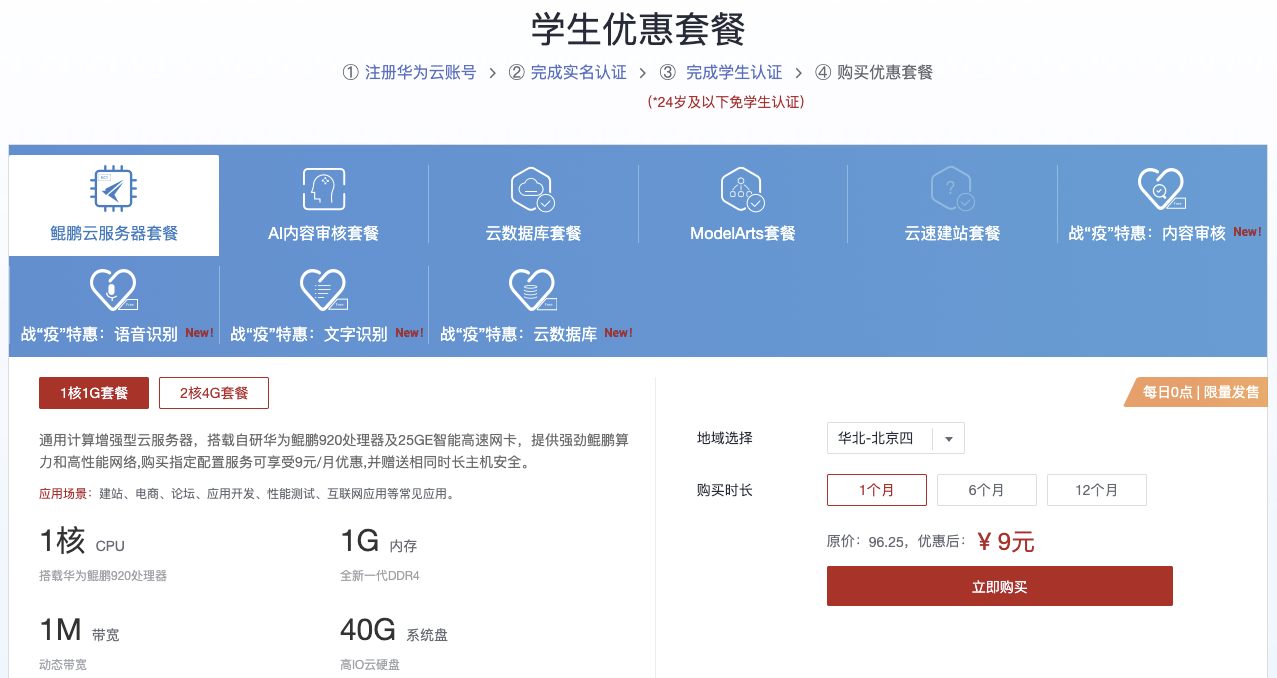 学生优惠套餐
① 注册华为云账号 > ② 完成实名认证 > ③ 完成学生认证 > ④ 购买优惠套餐
(*24岁及以下免学生认证)
鲲鹏云服务器套餐
AI内容审核套餐
云数据库套餐
ModelArts套餐
云速建站套餐
战“疫”特惠：内容审核 New!
战“疫”特惠：语音识别 New!
战“疫”特惠：文字识别 New!
战“疫”特惠：云数据库 New!
1核1G套餐
2核4G套餐
每日0点 | 限量发售
通用计算增强型云服务器，搭载自研华为鲲鹏920处理器及25GE智能高速网卡，提供强劲鲲鹏算
力和高性能网络,购买指定配置服务可享受9元/月优惠,并赠送相同时长主机安全。
应用场景：建站、电商、论坛、应用开发、性能测试、互联网应用等常见应用。
1核 CPU
搭载华为鲲鹏920处理器
1G 内存
全新一代DDR4
1M 带宽
动态带宽
40G 系统盘
高IO云硬盘
地域选择
华北-北京四
购买时长
1个月
6个月
12个月
原价：96.25，优惠后：¥ 9元
立即购买